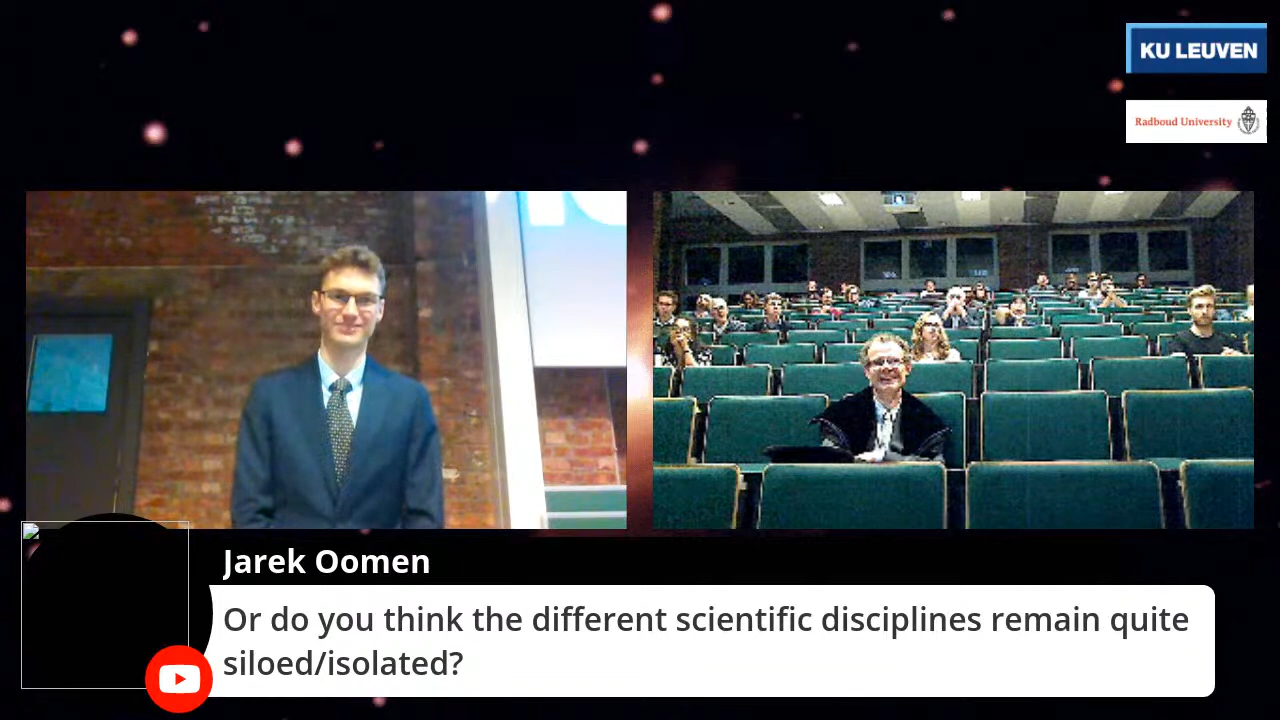 KU LEUVEN
Radboud University
Jarek Oomen
Or do you think the different scientific disciplines remain quite
siloed/isolated?